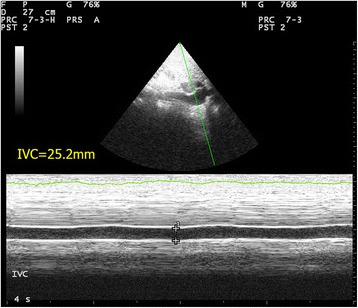 F P G 76%
D 27 cm
PRC 7-3-H PRS A
PST 2
M G 76%
PRC 7-3
PST 2
IVC=25.2mm
IVC
4 s